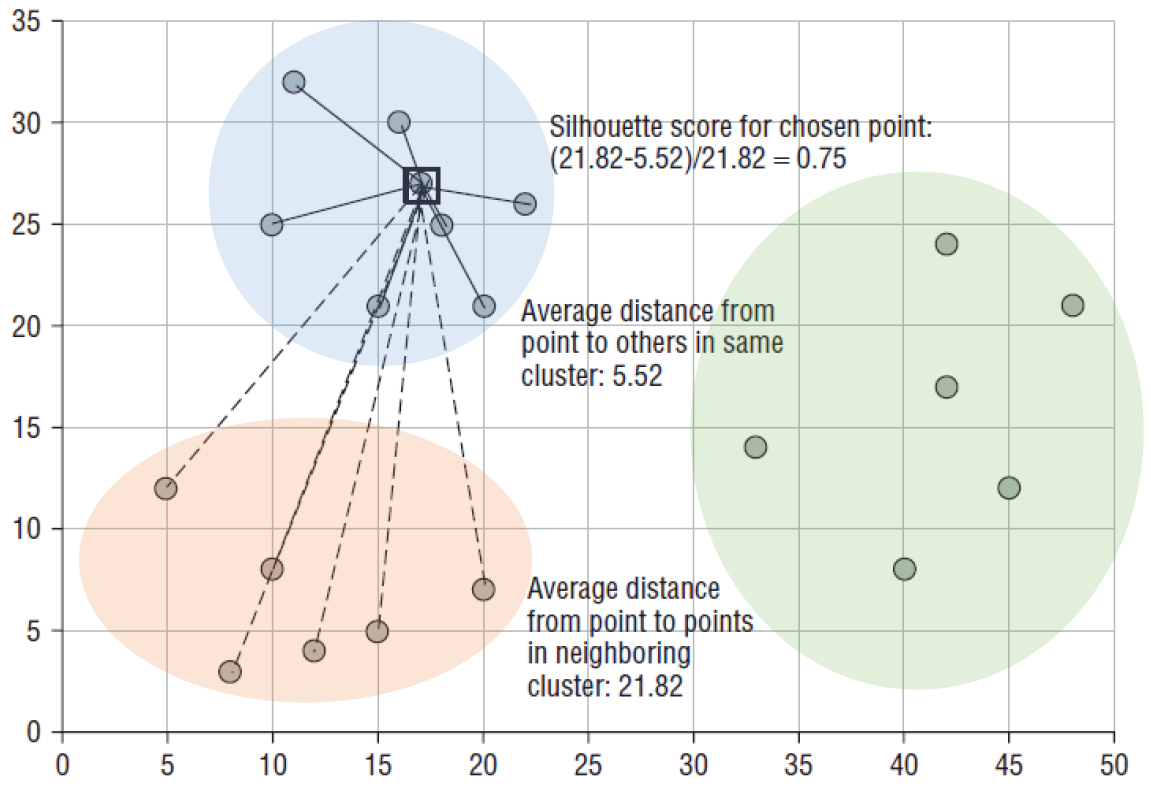 35
30
25
20
15
10
5
0
Silhouette score for chosen point:
(21.82-5.52)/21.82 = 0.75
Average distance from
point to others in same
cluster: 5.52
Average distance
from point to points
in neighboring
cluster: 21.82
0 5 10 15 20 25 30 35 40 45 50